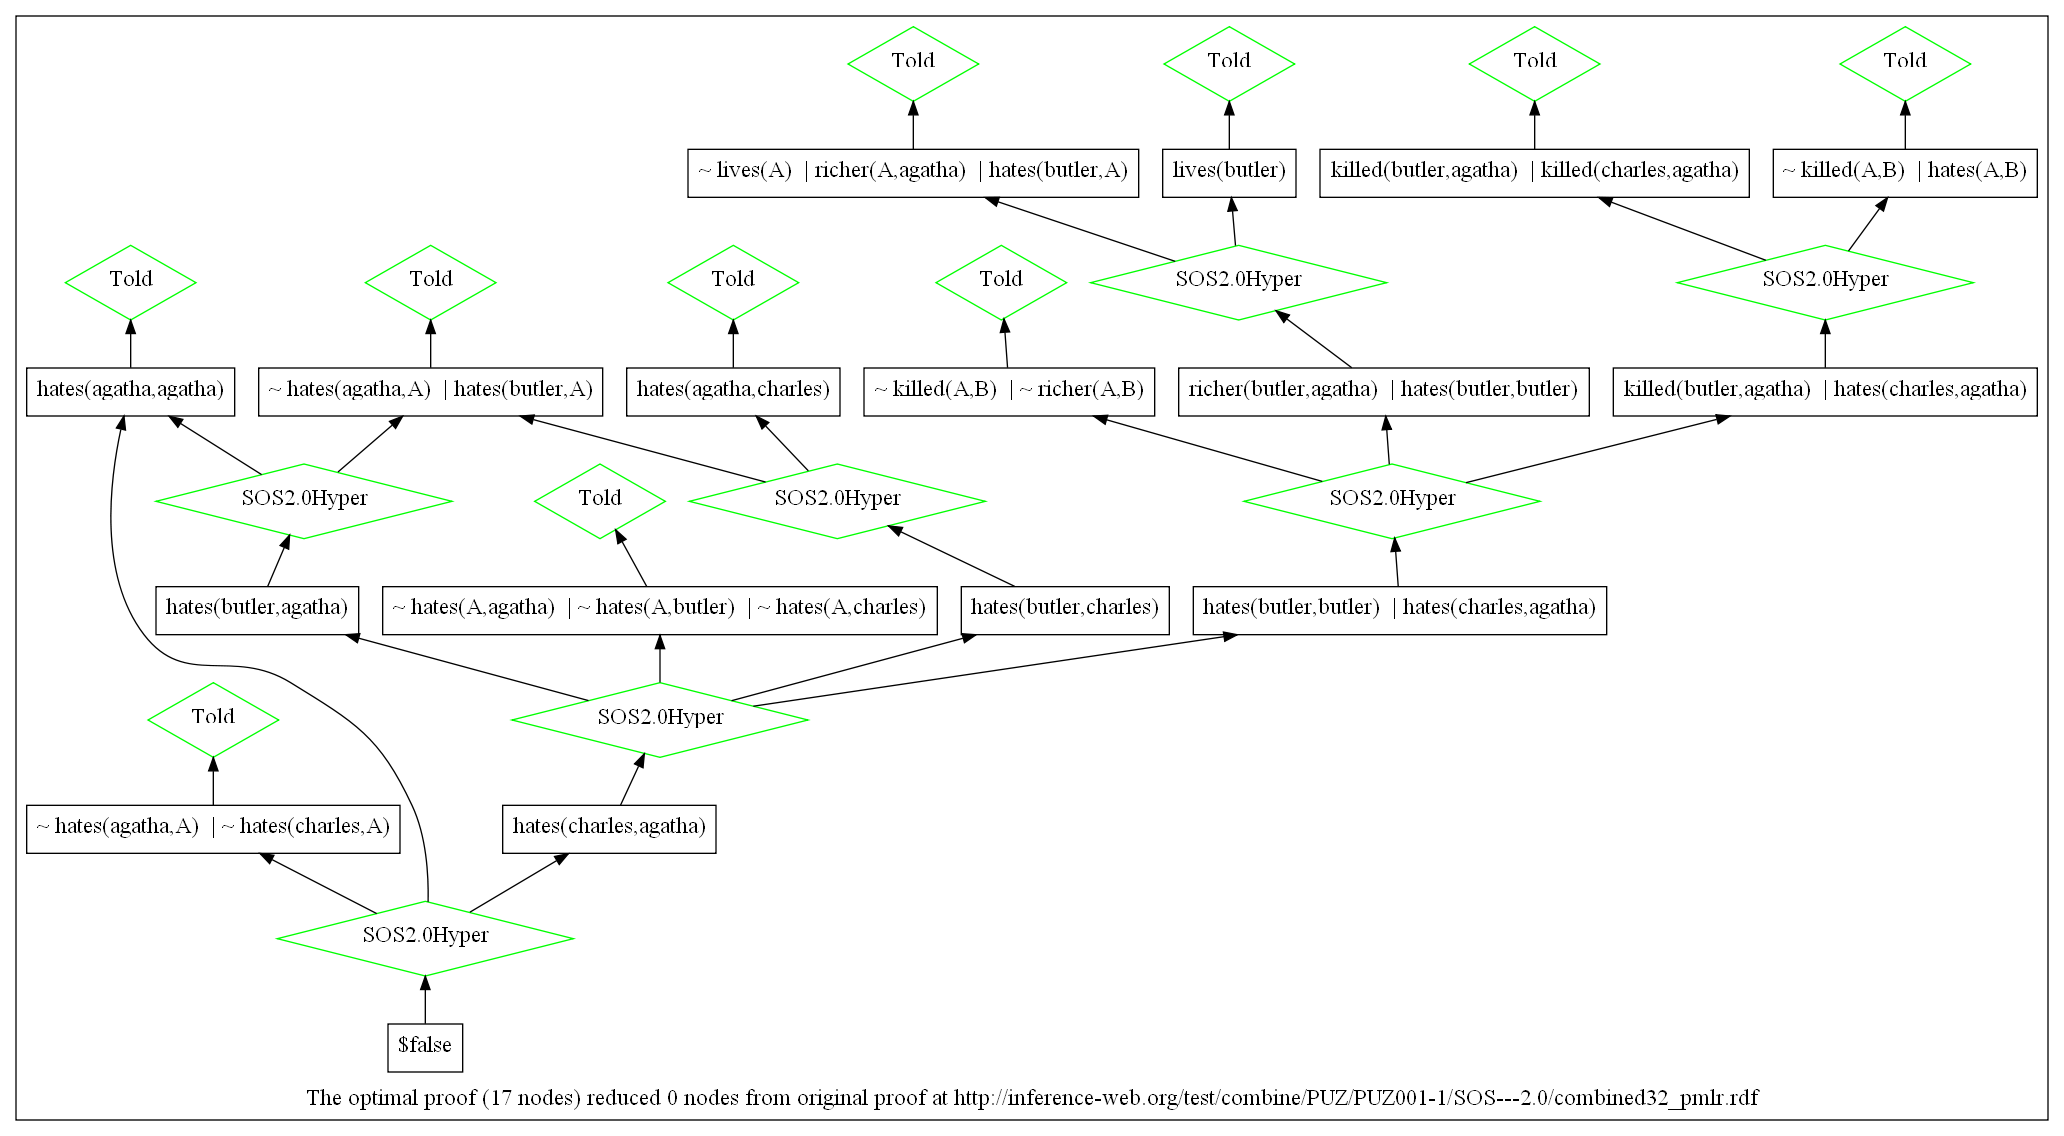 Told
Told
Told
Told
~ lives(A) | richer(A,agatha) | hates(butler,A)
lives(butler)
killed(butler,agatha) | killed(charles,agatha)
~ killed(A,B) | hates(A,B)
Told
Told
Told
Told
SOS2.0Hyper
SOS2.0Hyper
hates(agatha,agatha)
~ hates(agatha,A) | hates(butler,A)
hates(agatha,charles)
~ killed(A,B) | ~ richer(A,B)
richer(butler,agatha) | hates(butler,butler)
killed(butler,agatha) | hates(charles,agatha)
SOS2.0Hyper
Told
SOS2.0Hyper
SOS2.0Hyper
hates(butler,agatha)
~ hates(A,agatha) | ~ hates(A,butler) | ~ hates(A,charles)
hates(butler,charles)
hates(butler,butler) | hates(charles,agatha)
Told
SOS2.0Hyper
~ hates(agatha,A) | ~ hates(charles,A)
hates(charles,agatha)
SOS2.0Hyper
$false
The optimal proof (17 nodes) reduced 0 nodes from original proof at http://inference-web.org/test/combine/PUZ/PUZ001-1/SOS---2.0/combined32_pmlr.rdf